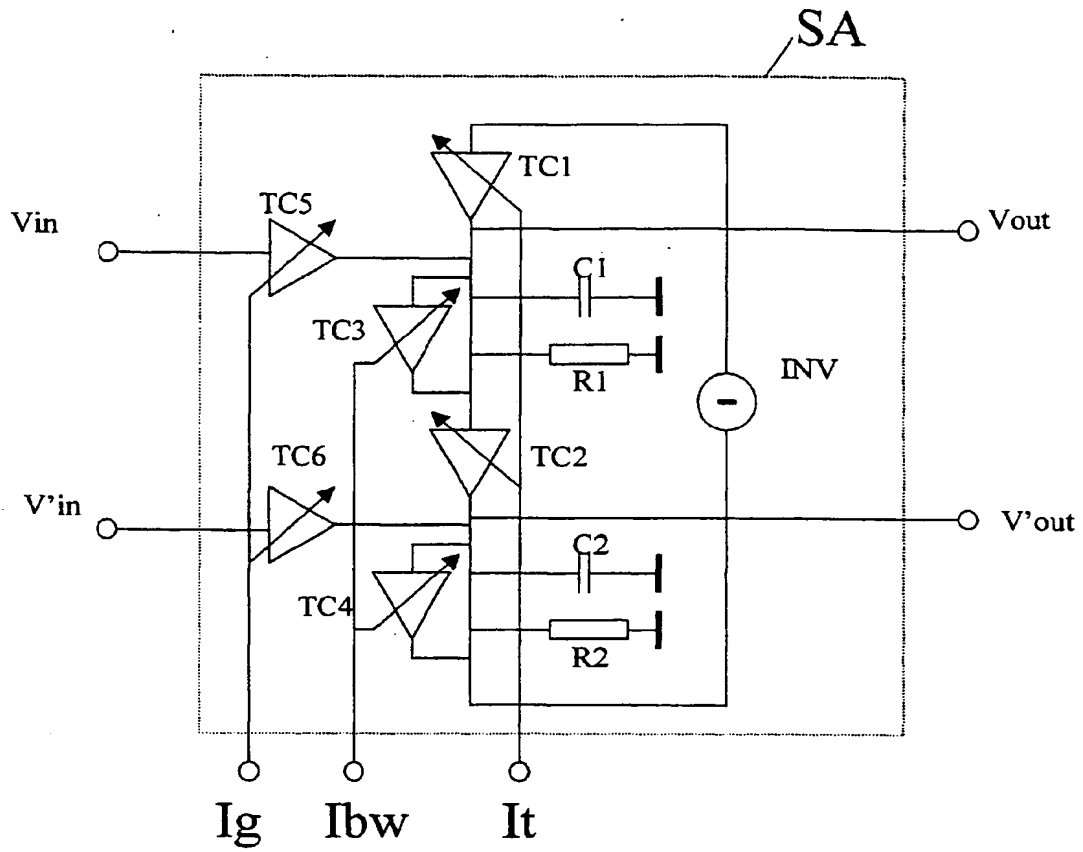 SA
TC1
TC5
Vin
Vout
C1
TC3
R1
INV
TC2
TC6
V'in
V'out
C2
TC4
R2
Ig
Ibw
It